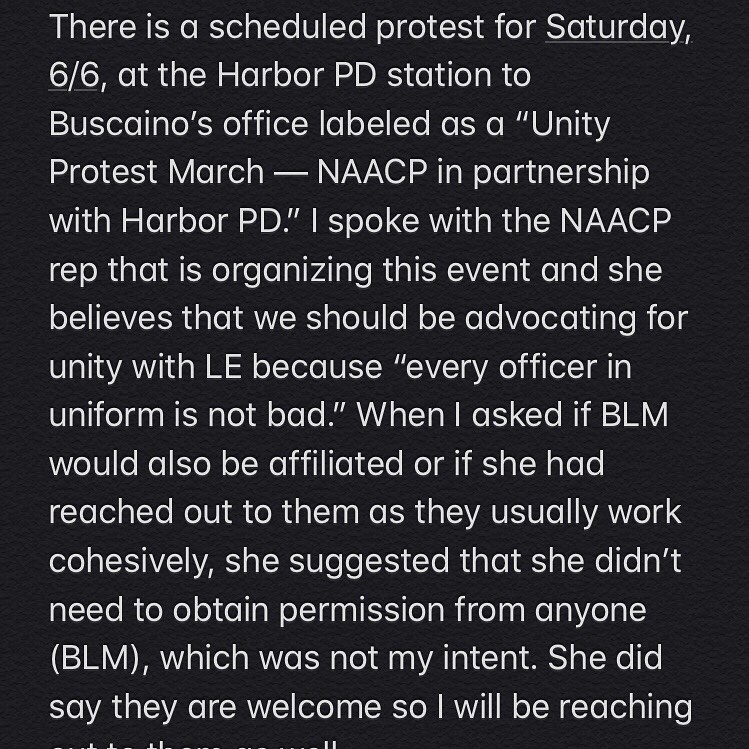 There is a scheduled protest for Saturday,
6/6, at the Harbor PD station to
Buscaino’s office labeled as a “Unity
Protest March — NAACP in partnership
with Harbor PD.” I spoke with the NAACP
rep that is organizing this event and she
believes that we should be advocating for
unity with LE because “every officer in
uniform is not bad.” When I asked if BLM
would also be affiliated or if she had
reached out to them as they usually work
cohesively, she suggested that she didn’t
need to obtain permission from anyone
(BLM), which was not my intent. She did
say they are welcome so I will be reaching
out to them as well